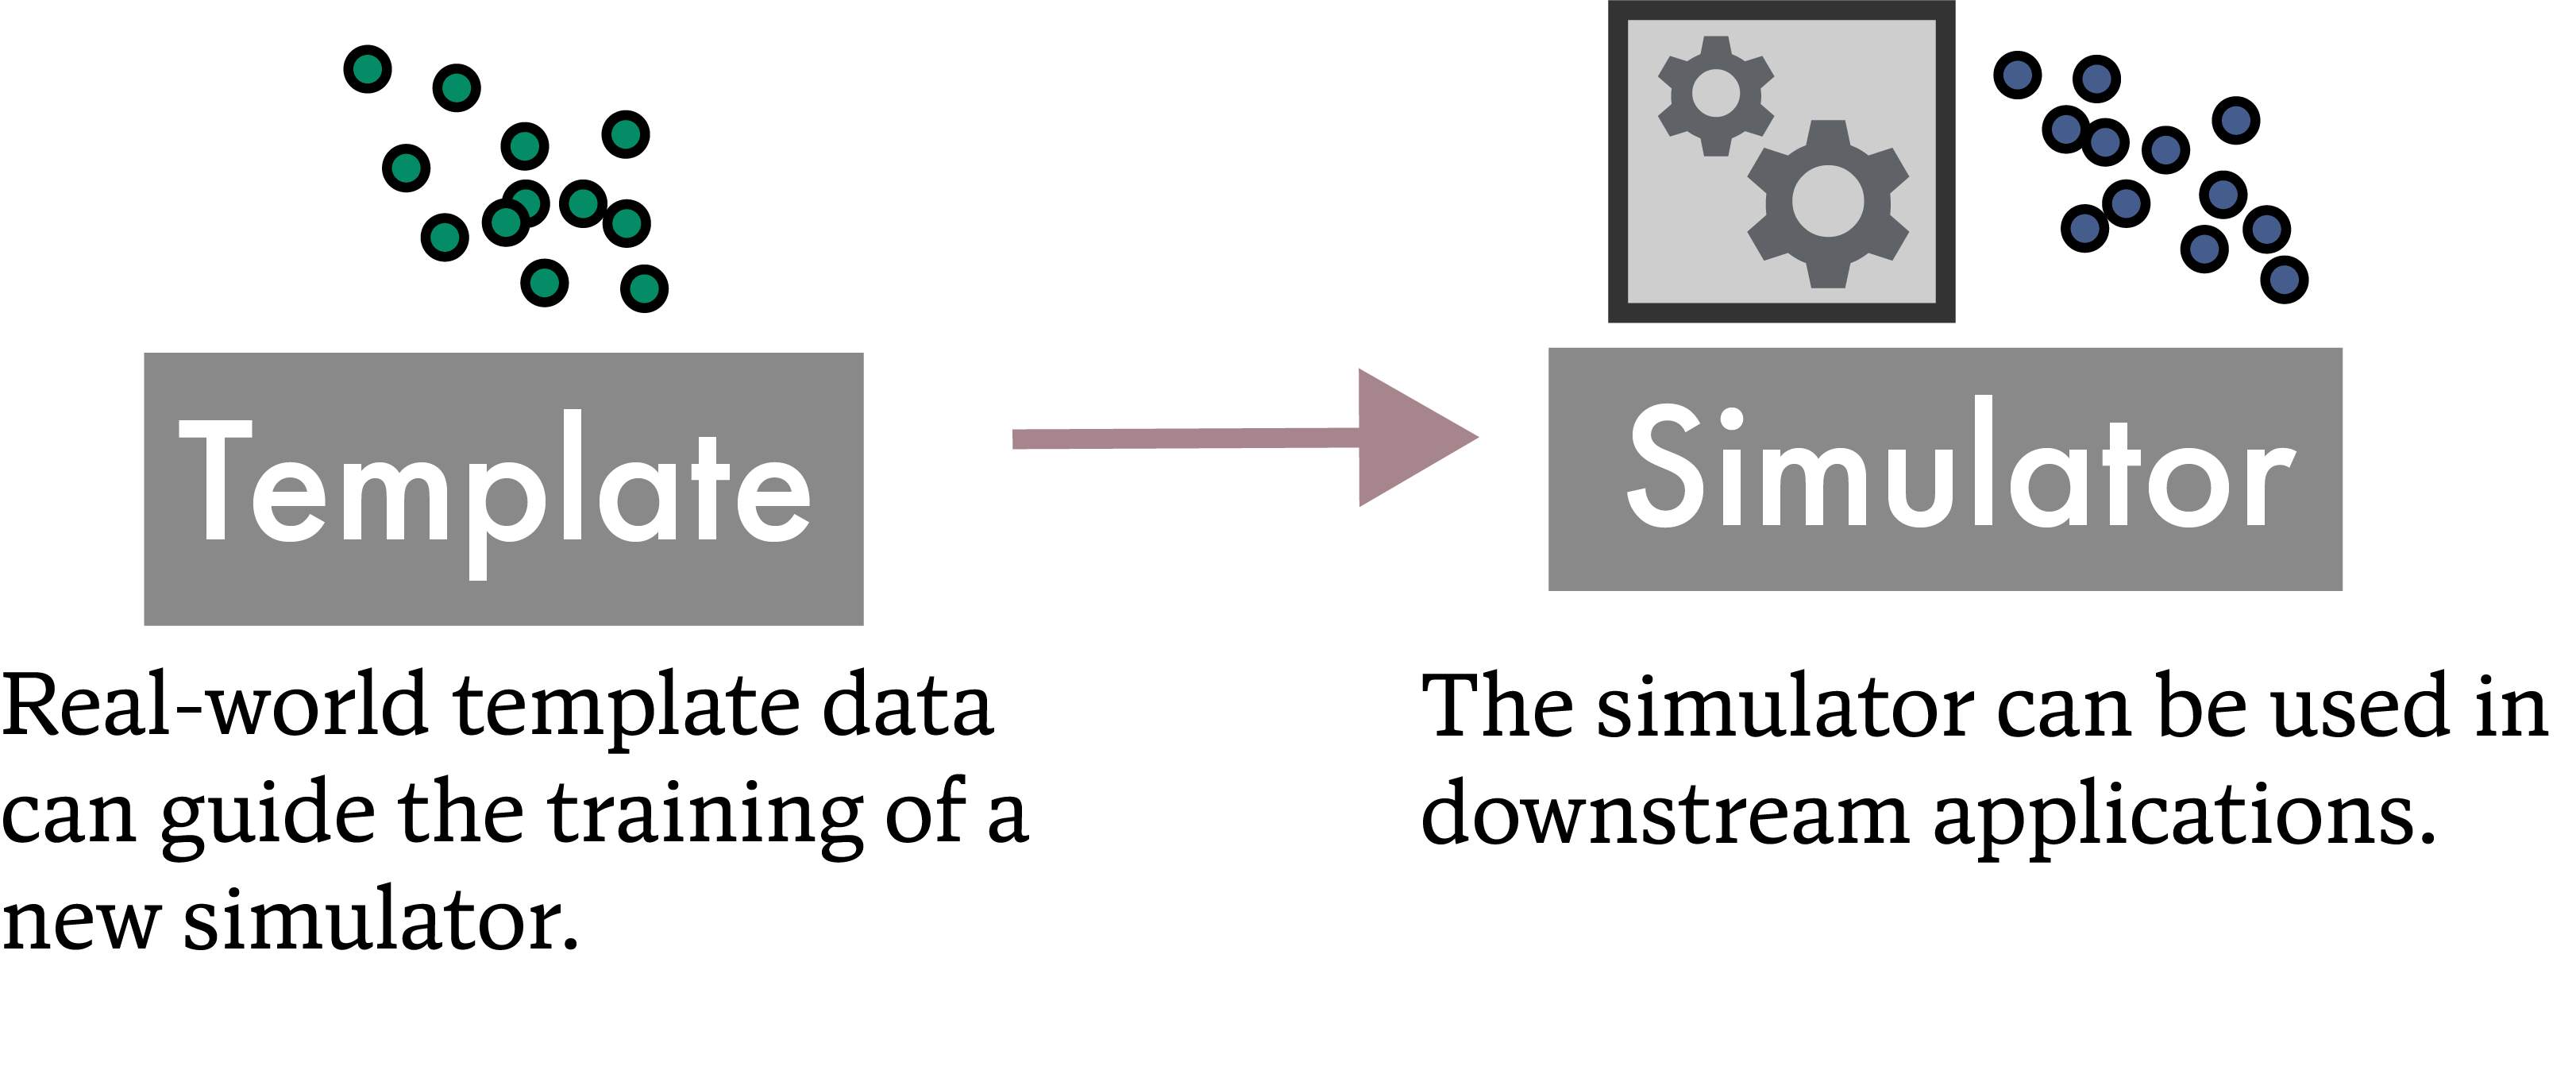 Template
Simulator
Real-world template data
can guide the training of a
new simulator.
The simulator can be used in
downstream applications.